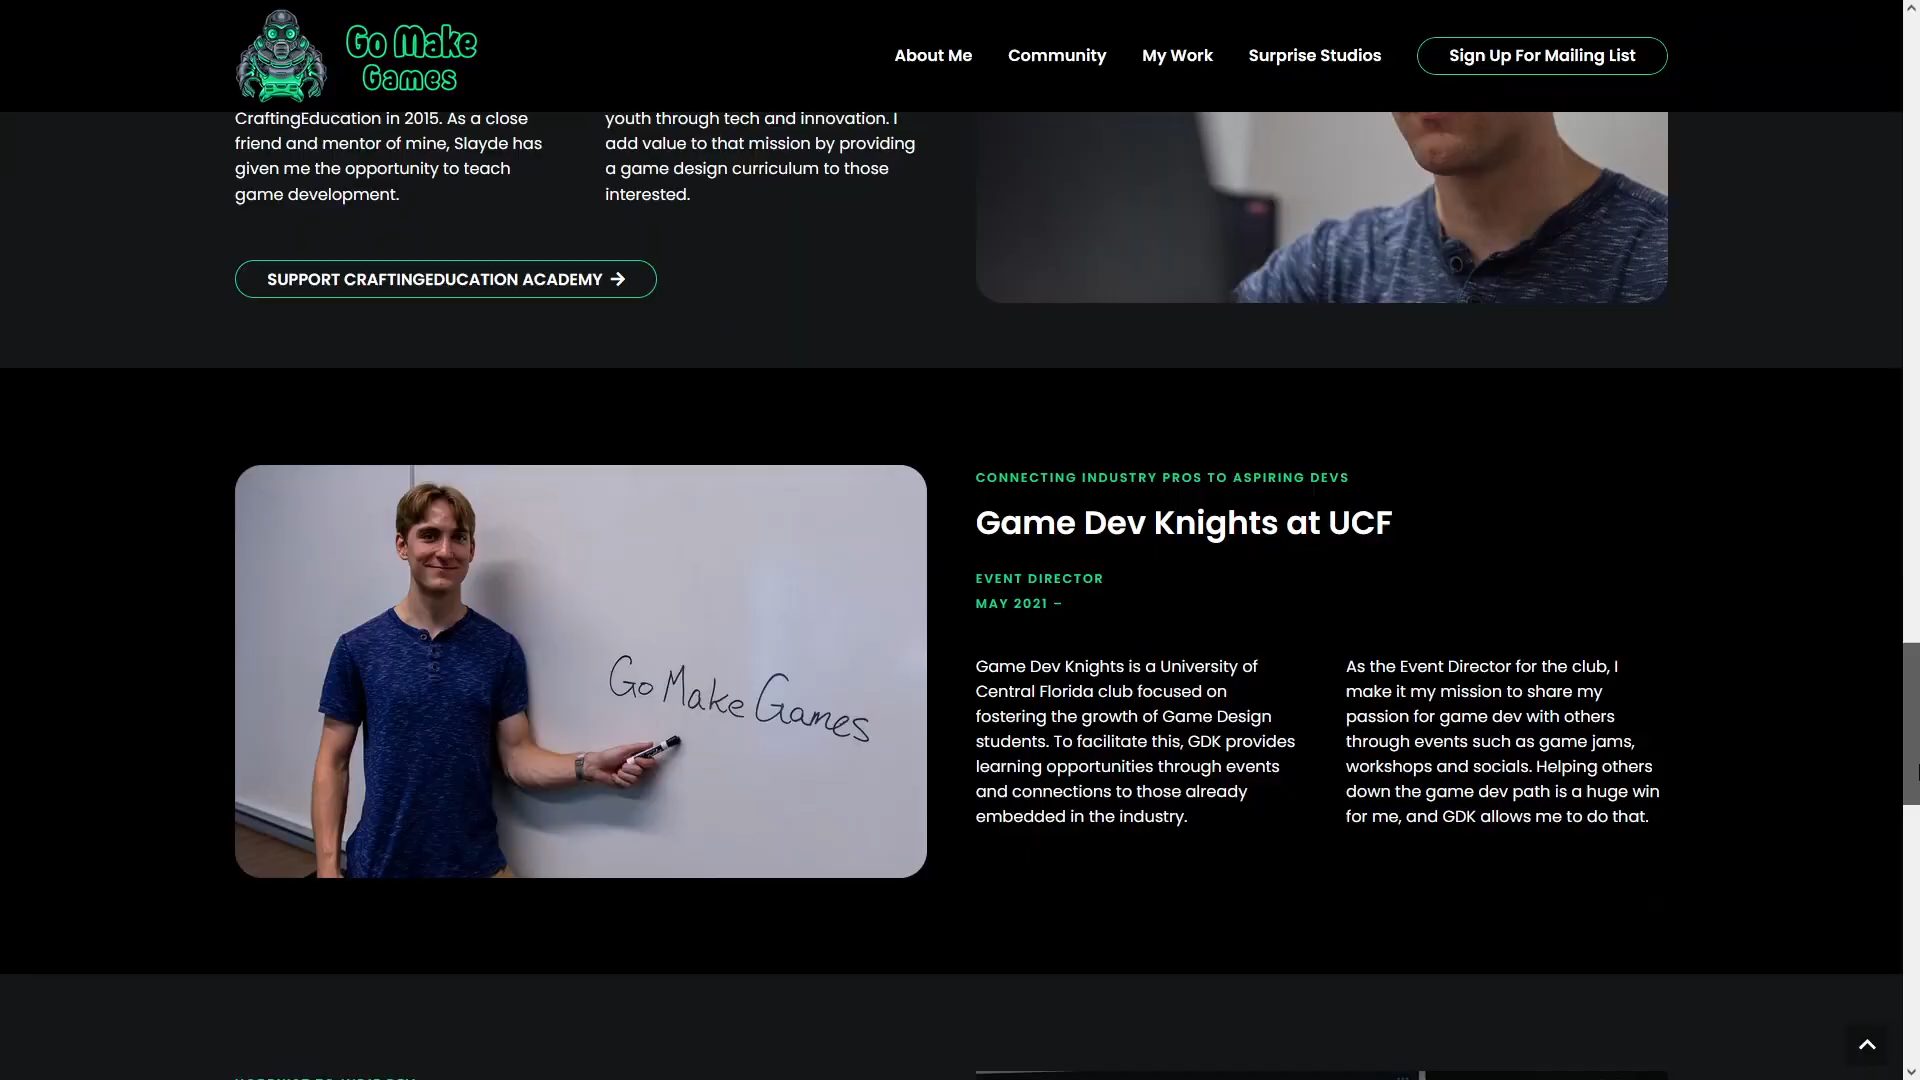 Go Make
Games
About Me
Community
My Work
Surprise Studios
Sign Up For Mailing List
CraftingEducation in 2015. As a close
friend and mentor of mine, Slayde has
given me the opportunity to teach
game development.
youth through tech and innovation. I
add value to that mission by providing
a game design curriculum to those
interested.
SUPPORT CRAFTINGEDUCATION ACADEMY →
Go Make Games
CONNECTING INDUSTRY PROS TO ASPIRING DEVS
Game Dev Knights at UCF
EVENT DIRECTOR
MAY 2021 –
Game Dev Knights is a University of
Central Florida club focused on
fostering the growth of Game Design
students. To facilitate this, GDK provides
learning opportunities through events
and connections to those already
embedded in the industry.
As the Event Director for the club, I
make it my mission to share my
passion for game dev with others
through events such as game jams,
workshops and socials. Helping others
down the game dev path is a huge win
for me, and GDK allows me to do that.